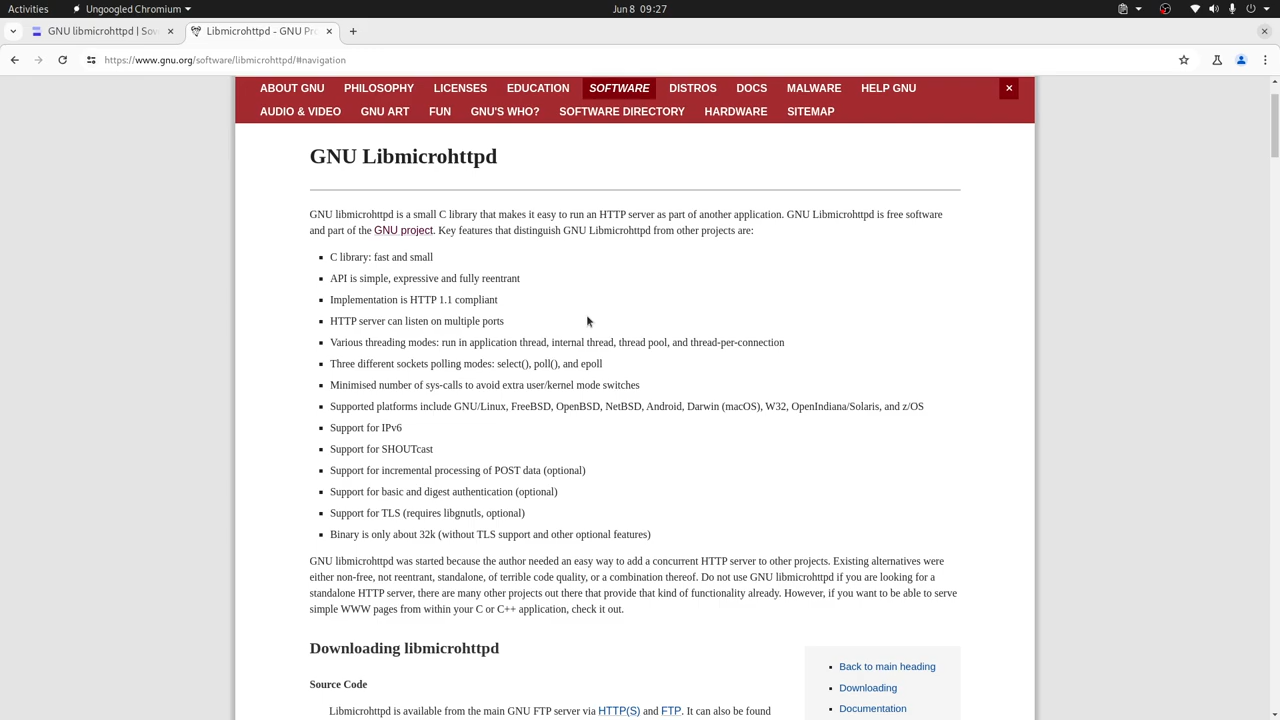 Activities
Ungoogled Chromium
Jun 8 09:27
GNU libmicrohttpd | Sov
Libmicrohttpd - GNU Pro
https://www.gnu.org/software/libmicrohttpd/#navigation
ABOUT GNU PHILOSOPHY LICENSES EDUCATION SOFTWARE DISTROS DOCS MALWARE HELP GNU
AUDIO & VIDEO GNU ART FUN GNU'S WHO? SOFTWARE DIRECTORY HARDWARE SITEMAP
GNU Libmicrohttpd
GNU libmicrohttpd is a small C library that makes it easy to run an HTTP server as part of another application. GNU Libmicrohttpd is free software
and part of the GNU project. Key features that distinguish GNU Libmicrohttpd from other projects are:
C library: fast and small
API is simple, expressive and fully reentrant
Implementation is HTTP 1.1 compliant
HTTP server can listen on multiple ports
Various threading modes: run in application thread, internal thread, thread pool, and thread-per-connection
Three different sockets polling modes: select(), poll(), and epoll
Minimised number of sys-calls to avoid extra user/kernel mode switches
Supported platforms include GNU/Linux, FreeBSD, OpenBSD, NetBSD, Android, Darwin (macOS), W32, OpenIndiana/Solaris, and z/OS
Support for IPv6
Support for SHOUTcast
Support for incremental processing of POST data (optional)
Support for basic and digest authentication (optional)
Support for TLS (requires libgnutls, optional)
Binary is only about 32k (without TLS support and other optional features)
GNU libmicrohttpd was started because the author needed an easy way to add a concurrent HTTP server to other projects. Existing alternatives were
either non-free, not reentrant, standalone, of terrible code quality, or a combination thereof. Do not use GNU libmicrohttpd if you are looking for a
standalone HTTP server, there are many other projects out there that provide that kind of functionality already. However, if you want to be able to serve
simple WWW pages from within your C or C++ application, check it out.
Downloading libmicrohttpd
Source Code
Libmicrohttpd is available from the main GNU FTP server via HTTP(S) and FTP. It can also be found
Back to main heading
Downloading
Documentation